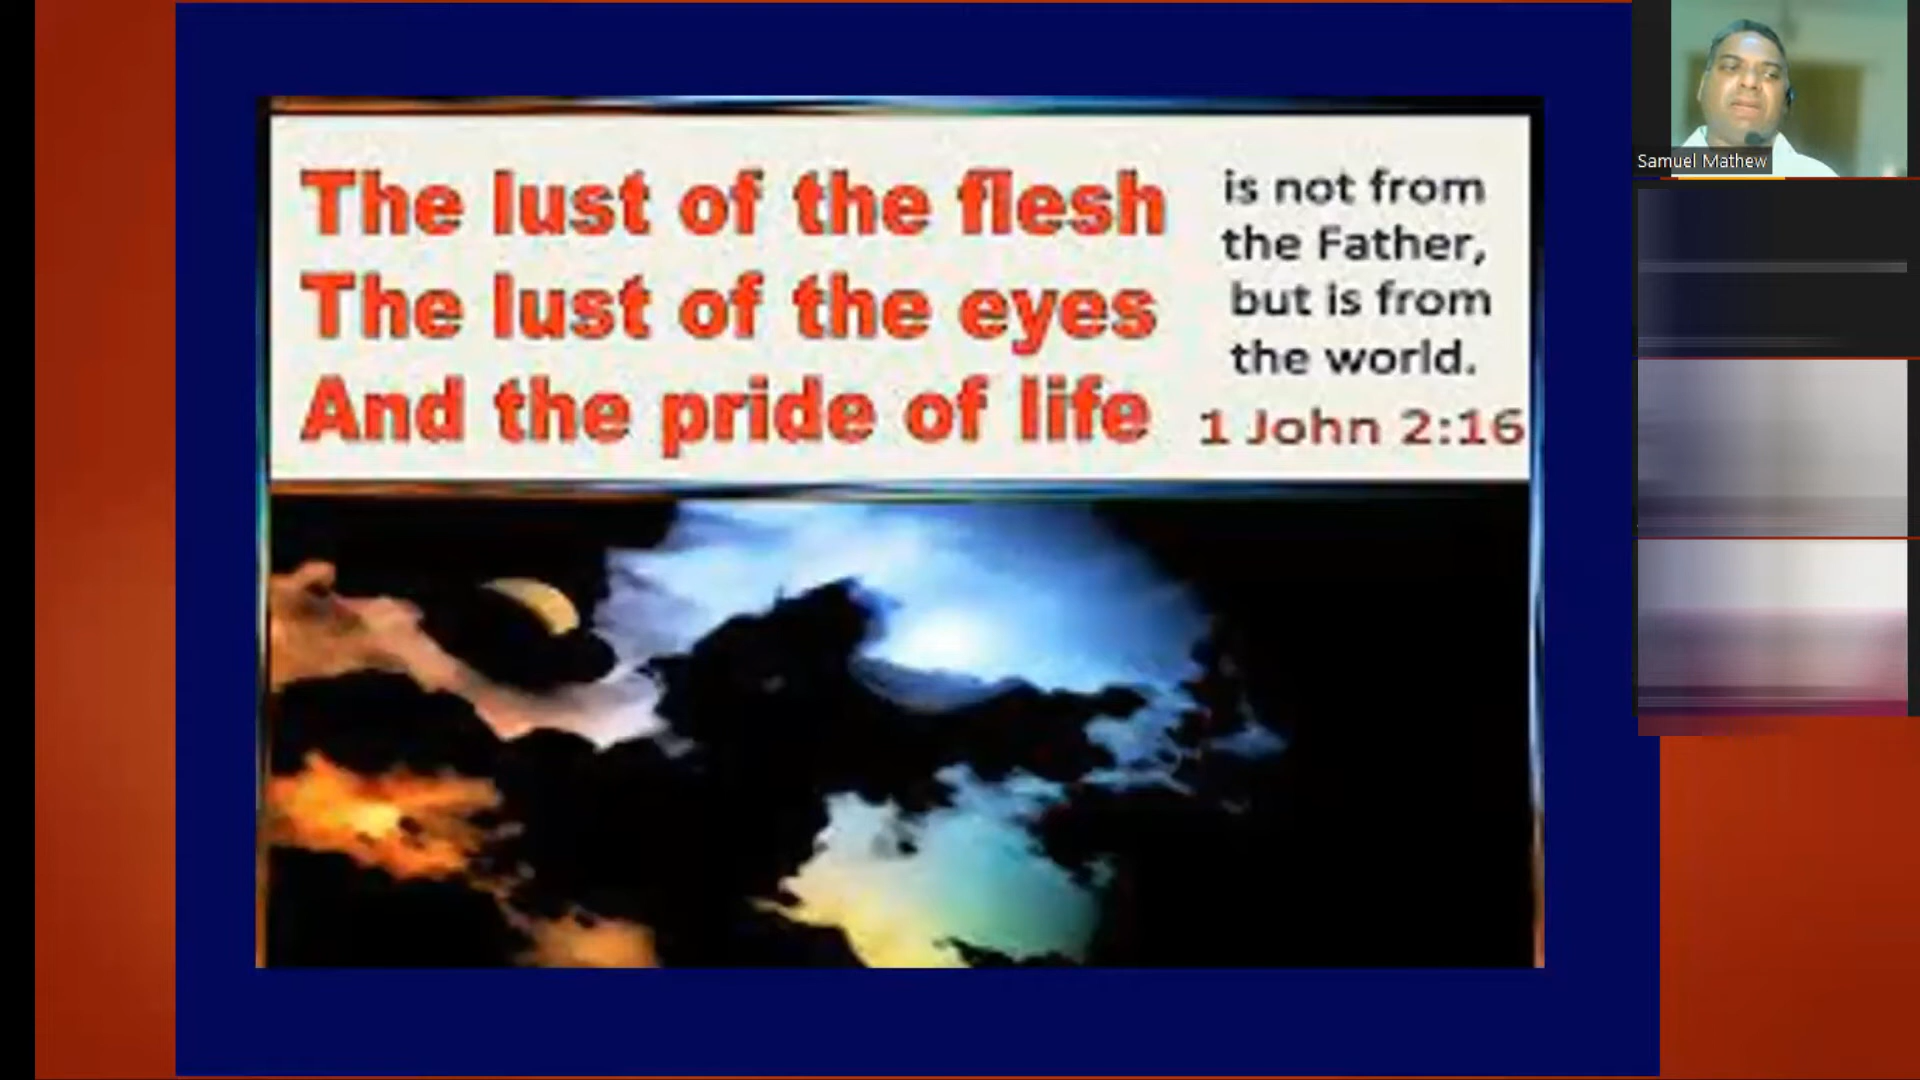 The lust of the flesh
The lust of the eyes
And the pride of life
is not from
the Father,
but is from
the world.
1 John 2:16
Samuel Mathew